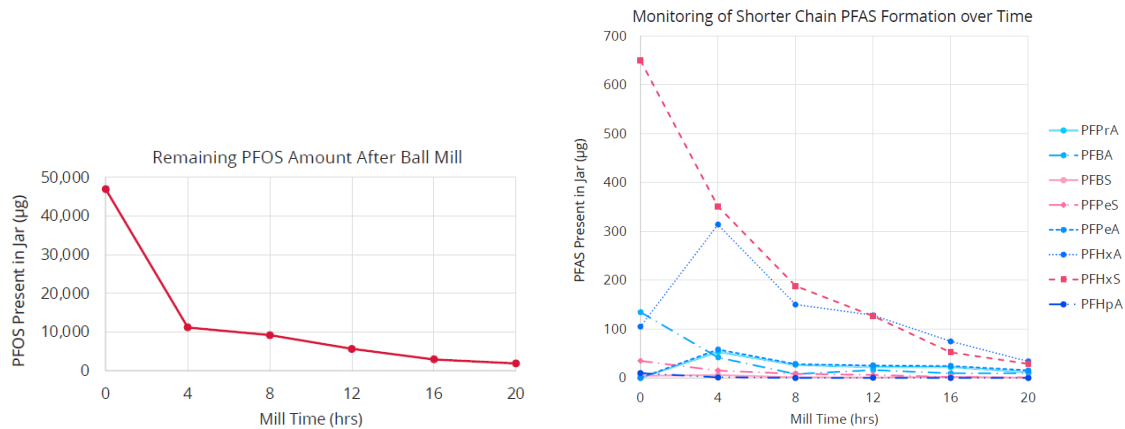 Remaining PFOS Amount After Ball Mill
PFOS Present in Jar (µg)
50,000
40,000
30,000
20,000
10,000
0
0 4 8 12 16 20
Mill Time (hrs)
Monitoring of Shorter Chain PFAS Formation over Time
PFAS Present in Jar (µg)
700
600
500
400
300
200
100
0
0 4 8 12 16 20
Mill Time (hrs)
PFPrA
PFBA
PFBS
PFPeS
PFPeA
PFHxA
PFHxS
PFHpA